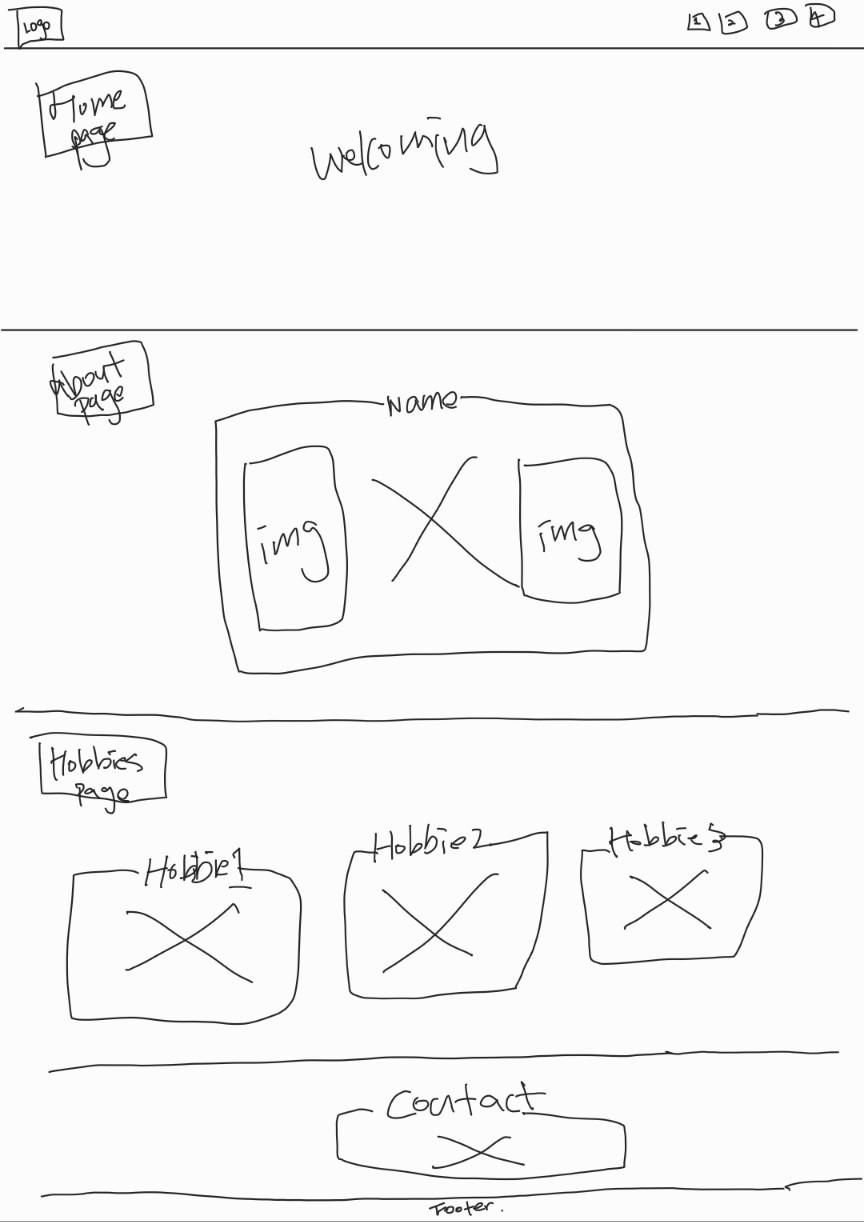 Logo
1 2 3 4
Home
page
welcoming
About
page
Name
img
img
Hobbies
page
Hobbie1
Hobbie2
Hobbie3
Contact
Footer.